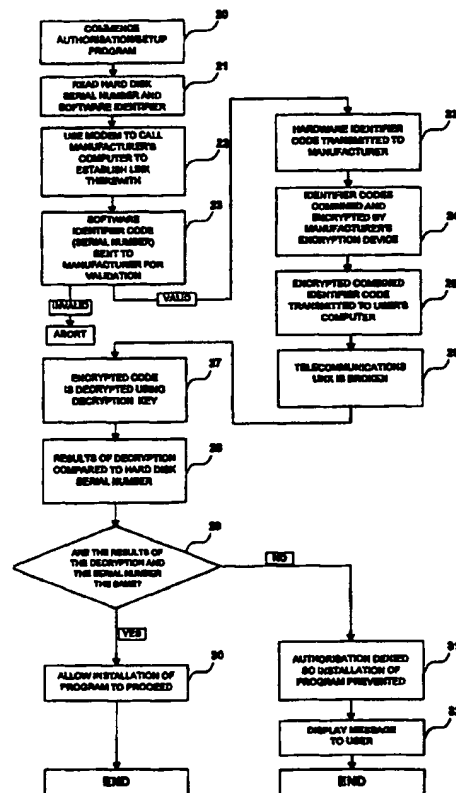 20
COMMENCE
AUTHORISATION/SETUP
PROGRAM
21
READ HARD DISK
SERIAL NUMBER AND
SOFTWARE IDENTIFIER
USE MODEM TO CALL
MANUFACTURER'S
COMPUTER TO
ESTABLISH LINK
THEREWITH
22
SOFTWARE
IDENTIFIER CODE
(SERIAL NUMBER)
SENT TO
MANUFACTURER FOR
VALIDATION
23
INVALID
VALID
ABORT
HARDWARE IDENTIFIER
CODE TRANSMITTED TO
MANUFACTURER
IDENTIFIER CODES
COMBINED AND
ENCRYPTED BY
MANUFACTURER'S
ENCRYPTION DEVICE
ENCRYPTED COMBINED
IDENTIFIER CODE
TRANSMITTED TO USER'S
COMPUTER
TELECOMMUNICATIONS
LINK IS BROKEN
27
ENCRYPTED CODE
IS DECRYPTED USING
DECRYPTION KEY
28
RESULTS OF DECRYPTION
COMPARED TO HARD DISK
SERIAL NUMBER
29
ARE THE RESULTS OF
THE DECRYPTION AND
THE SERIAL NUMBER
THE SAME?
NO
YES
30
ALLOW INSTALLATION OF
PROGRAM TO PROCEED
END
31
AUTHORISATION DENIED
SO INSTALLATION OF
PROGRAM PREVENTED
DISPLAY MESSAGE
TO USER
END